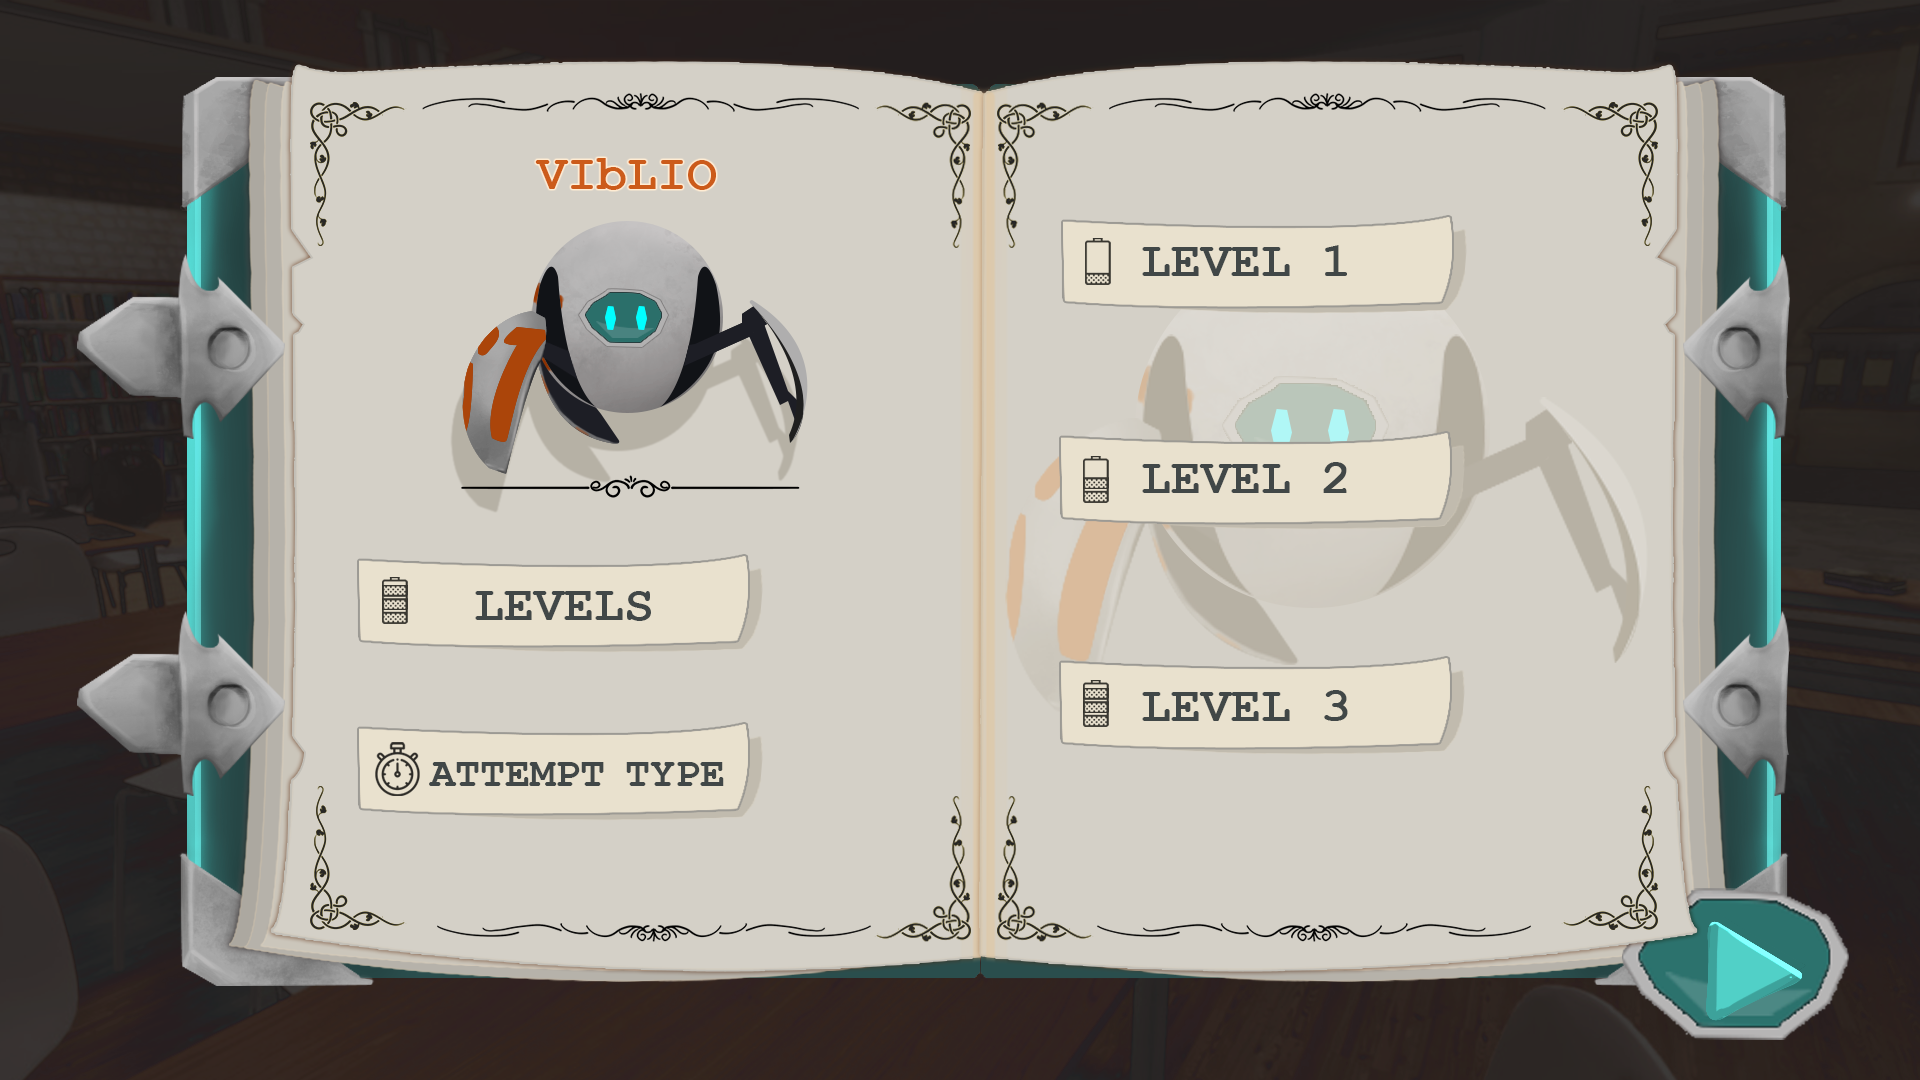 VIbLIO
LEVELS
ATTEMPT TYPE
LEVEL 1
LEVEL 2
LEVEL 3